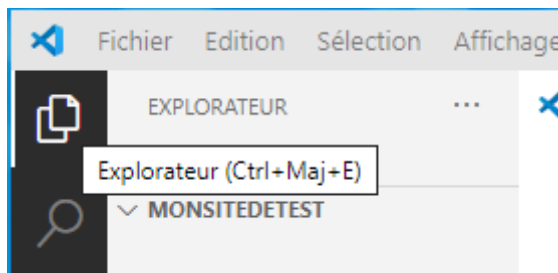 Fichier Edition Sélection Affichage
EXPLORATEUR ...
Explorateur (Ctrl+Maj+E)
MONSITEDETEST